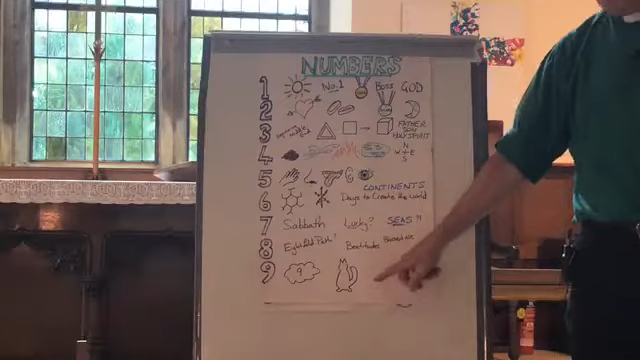 NUMBERS
1 No.1 Boss GOD
2
3 FATHER SON HOLY SPIRIT
4 N W E S
5 CONTINENTS
6 Days to Create the World
7 Sabbath Lucky? SEAS?!
8 Eightfold Path? Beatitudes
9 9